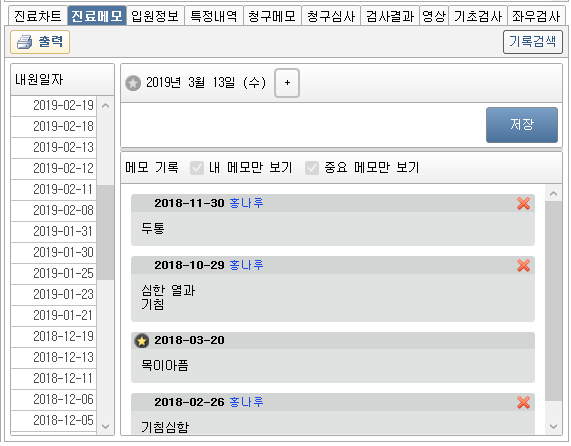 진료차트 진료메모 입원정보 특정내역 청구메모 청구심사 검사결과 영상 기초검사 좌우검사
출력 기록검색
내원일자
2019-02-19
2019-02-18
2019-02-13
2019-02-12
2019-02-11
2019-02-08
2019-01-31
2019-01-30
2019-01-25
2019-01-23
2019-01-21
2018-12-19
2018-12-13
2018-12-11
2018-12-06
2018-12-05
2019년 3월 13일 (수) +
저장
메모 기록 내 메모만 보기 중요 메모만 보기
2018-11-30 홍나루
두통
2018-10-29 홍나루
심한 열과
기침
2018-03-20
목이아픔
2018-02-26 홍나루
기침심함